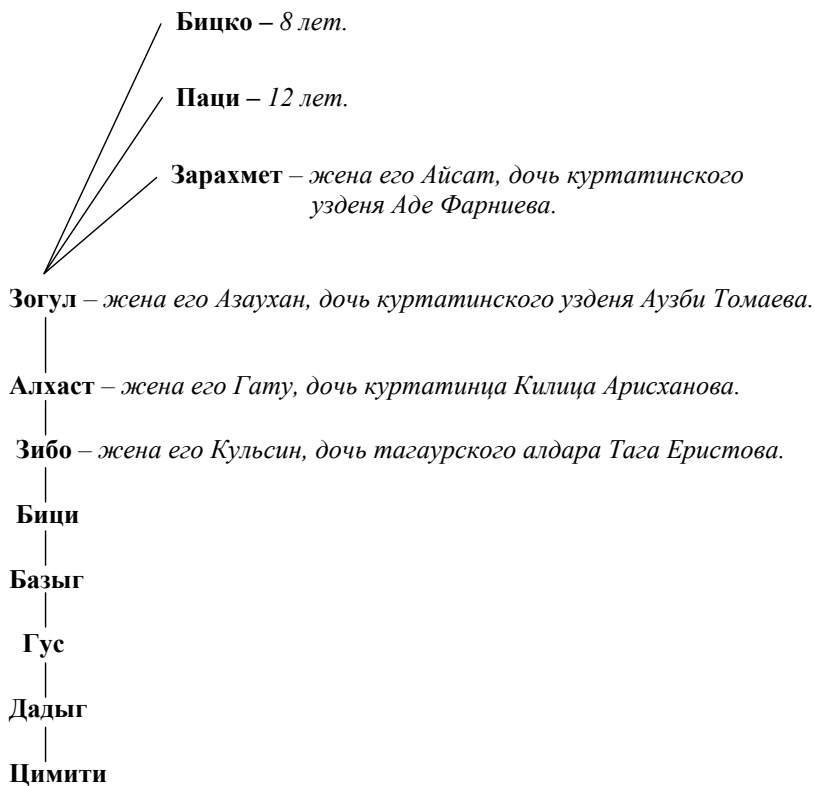 Бицко – 8 лет.
Паци – 12 лет.
Зарахмет – жена его Айсат, дочь куртатинского
узденя Аде Фарниева.
Зогул – жена его Азаухан, дочь куртатинского узденя Аузби Томаева.
Алхаст – жена его Гату, дочь куртатинца Килица Арисханова.
Зибо – жена его Кульсин, дочь тагаурского алдара Тага Еристова.
Бици
Базыг
Гус
Дадыг
Цимити